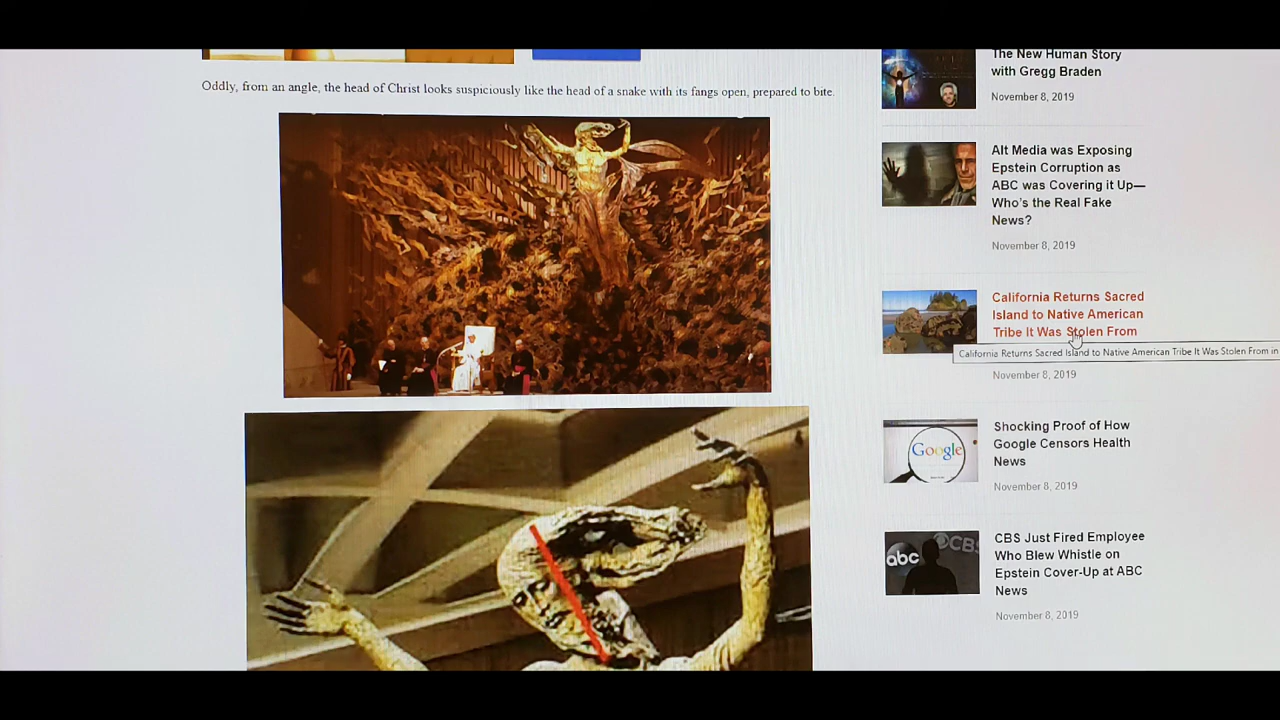 Oddly, from an angle, the head of Christ looks suspiciously like the head of a snake with its fangs open, prepared to bite.
The New Human Story
with Gregg Braden
November 8, 2019
Alt Media was Exposing
Epstein Corruption as
ABC was Covering it Up—
Who's the Real Fake
News?
November 8, 2019
California Returns Sacred
Island to Native American
Tribe It Was Stolen From
California Returns Sacred Island to Native American Tribe It Was Stolen From in
November 8, 2019
Google
Shocking Proof of How
Google Censors Health
News
November 8, 2019
abc
CBS
CBS Just Fired Employee
Who Blew Whistle on
Epstein Cover-Up at ABC
News
November 8, 2019